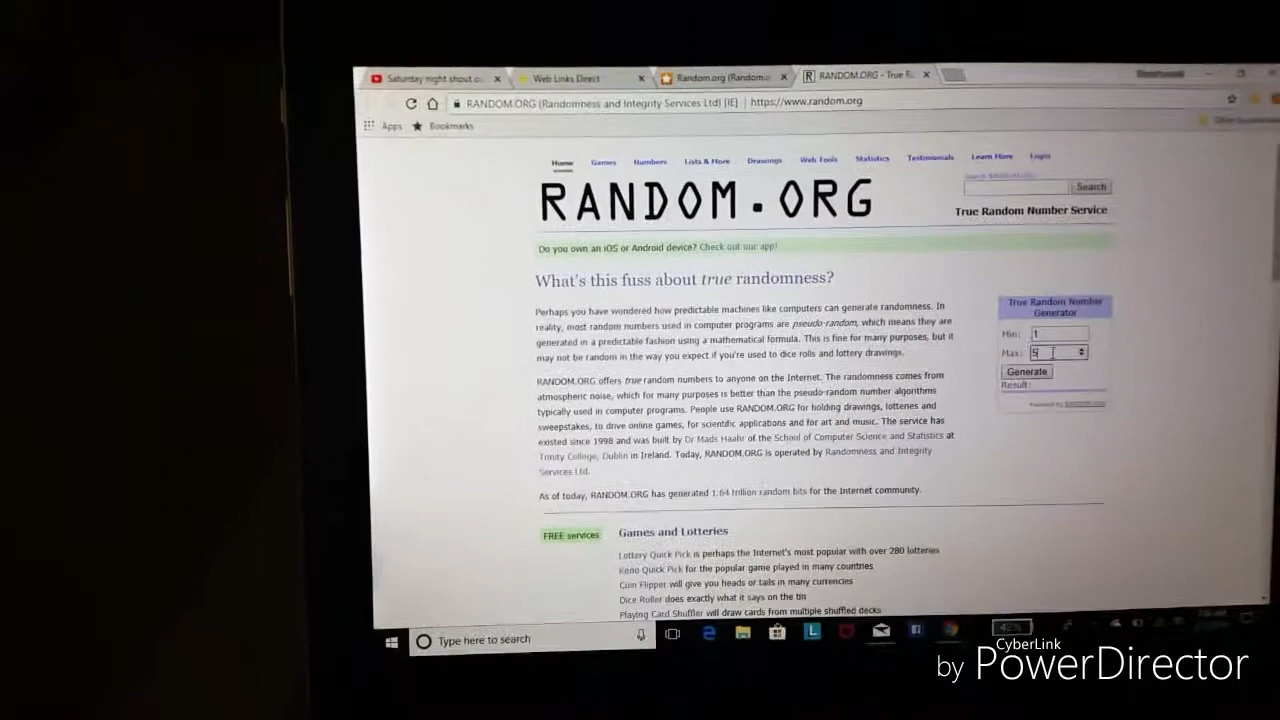 Saturday night shout o
Web Links Direct
Random.org (Random.o
RANDOM.ORG - True R
RANDOM.ORG (Randomness and Integrity Services Ltd) [IE] | https://www.random.org
Apps Bookmarks
Home Games Numbers Lists & More Drawings Web Tools Statistics Testimonials Learn More Login
RANDOM.ORG
Search
True Random Number Service
Do you own an iOS or Android device? Check out our app!
What's this fuss about true randomness?
Perhaps you have wondered how predictable machines like computers can generate randomness. In
reality, most random numbers used in computer programs are pseudo-random, which means they are
generated in a predictable fashion using a mathematical formula. This is fine for many purposes, but it
may not be random in the way you expect if you're used to dice rolls and lottery drawings.
RANDOM.ORG offers true random numbers to anyone on the Internet. The randomness comes from
atmospheric noise, which for many purposes is better than the pseudo-random number algorithms
typically used in computer programs. People use RANDOM.ORG for holding drawings, lotteries and
sweepstakes, to drive online games, for scientific applications and for art and music. The service has
existed since 1998 and was built by Dr Mads Haahr of the School of Computer Science and Statistics at
Trinity College, Dublin in Ireland. Today, RANDOM.ORG is operated by Randomness and Integrity
Services Ltd.
As of today, RANDOM.ORG has generated 1.64 trillion random bits for the Internet community.
True Random Number
Generator
Min: 1
Max: 5
Generate
Result:
Powered by RANDOM.ORG
FREE services
Games and Lotteries
Lottery Quick Pick is perhaps the Internet's most popular with over 280 lotteries
Keno Quick Pick for the popular game played in many countries
Coin Flipper will give you heads or tails in many currencies
Dice Roller does exactly what it says on the tin
Playing Card Shuffler will draw cards from multiple shuffled decks
Type here to search
42%
CyberLink
by PowerDirector